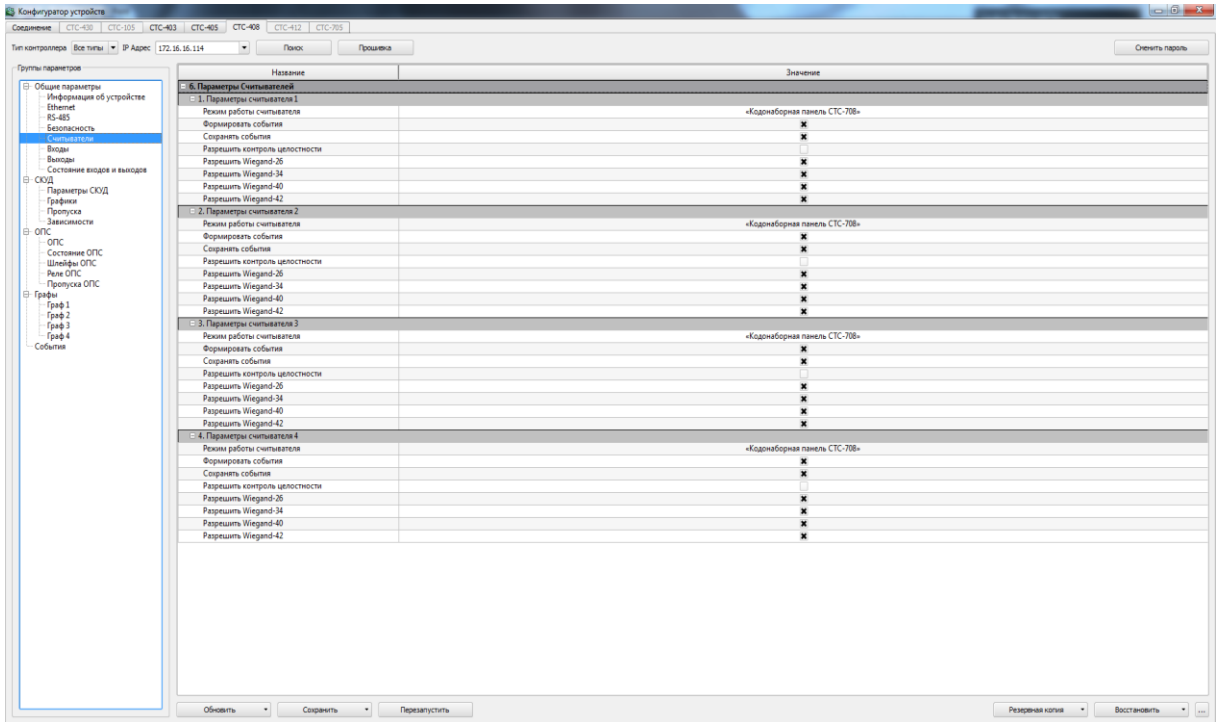 Конфигуратор устройств
Соединение СТС-430 СТС-105 СТС-403 СТС-405 СТС-408 СТС-412 СТС-705
Тип контроллера Все типы IP Адрес 172.16.16.114 Поиск Прошивка Сменить пароль
Группы параметров
Общие параметры
Информация об устройстве
Ethernet
RS-485
Безопасность
Считыватели
Входы
Выходы
Состояние входов и выходов
СКУД
Параметры СКУД
Графики
Пропуска
Зависимости
ОПС
ОПС
Состояние ОПС
Шлейфы ОПС
Реле ОПС
Пропуска ОПС
Графы
Граф 1
Граф 2
Граф 3
Граф 4
События
Название Значение
6. Параметры Считывателей
1. Параметры считывателя 1
Режим работы считывателя «Кодонаборная панель СТС-708»
Формировать события
Сохранять события
Разрешить контроль целостности
Разрешить Wiegand-26
Разрешить Wiegand-34
Разрешить Wiegand-40
Разрешить Wiegand-42
2. Параметры считывателя 2
Режим работы считывателя «Кодонаборная панель СТС-708»
Формировать события
Сохранять события
Разрешить контроль целостности
Разрешить Wiegand-26
Разрешить Wiegand-34
Разрешить Wiegand-40
Разрешить Wiegand-42
3. Параметры считывателя 3
Режим работы считывателя «Кодонаборная панель СТС-708»
Формировать события
Сохранять события
Разрешить контроль целостности
Разрешить Wiegand-26
Разрешить Wiegand-34
Разрешить Wiegand-40
Разрешить Wiegand-42
4. Параметры считывателя 4
Режим работы считывателя «Кодонаборная панель СТС-708»
Формировать события
Сохранять события
Разрешить контроль целостности
Разрешить Wiegand-26
Разрешить Wiegand-34
Разрешить Wiegand-40
Разрешить Wiegand-42
Обновить Сохранить Перезапустить Резервная копия Восстановить ...